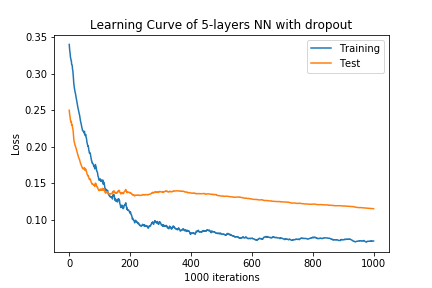 Learning Curve of 5-layers NN with dropout
0.35
0.30
0.25
0.20
0.15
0.10
Loss
Training
Test
0 200 400 600 800 1000
1000 iterations